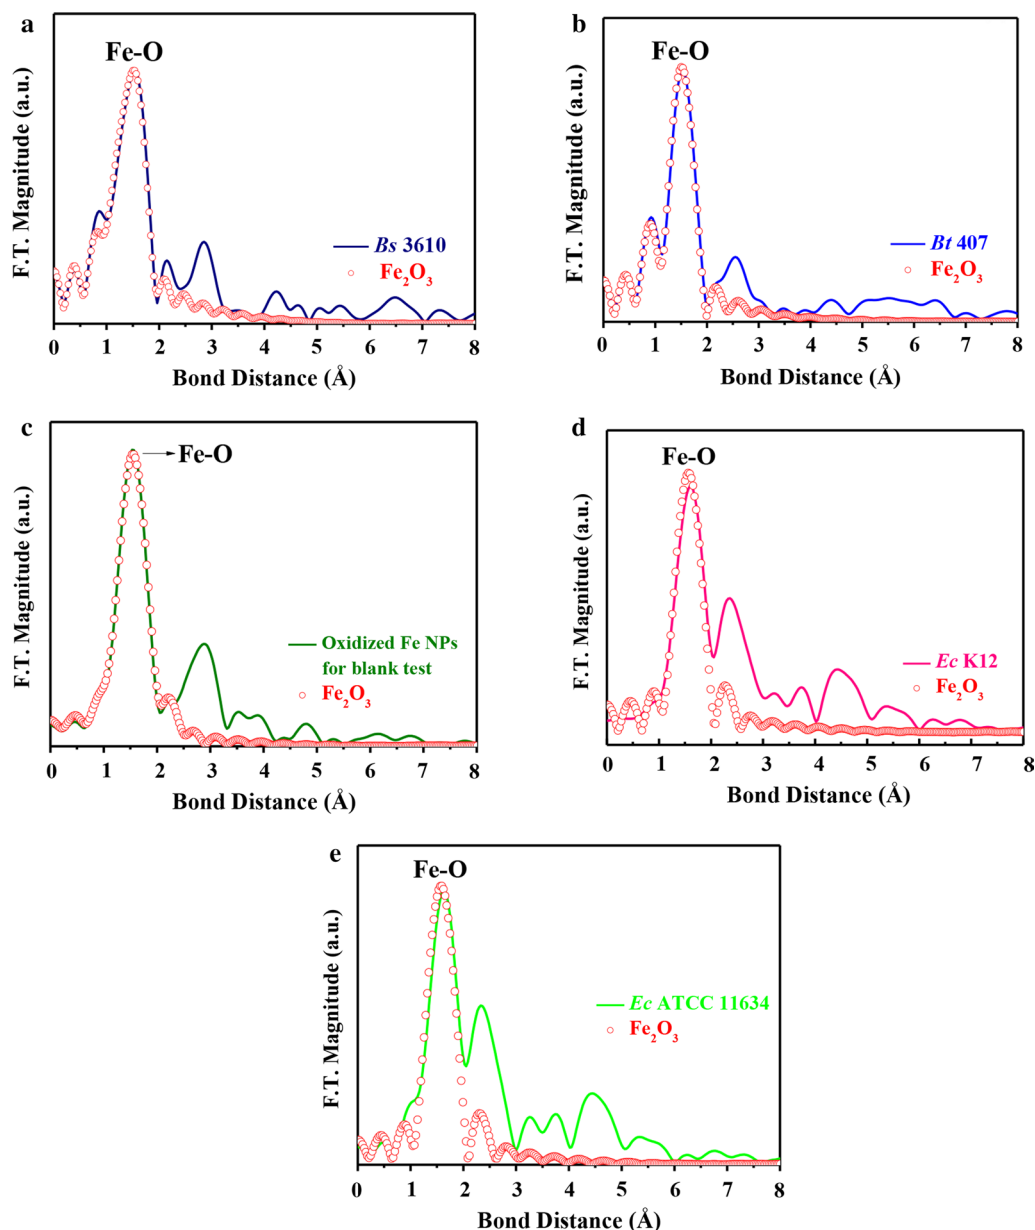 a
Fe-O
F.T. Magnitude (a.u.)
Bs 3610
Fe2O3
0 1 2 3 4 5 6 7 8
Bond Distance (Å)
b
Fe-O
F.T. Magnitude (a.u.)
Bt 407
Fe2O3
0 1 2 3 4 5 6 7 8
Bond Distance (Å)
c
Fe-O
F.T. Magnitude (a.u.)
Oxidized Fe NPs
for blank test
Fe2O3
0 1 2 3 4 5 6 7 8
Bond Distance (Å)
d
Fe-O
F.T. Magnitude (a.u.)
Ec K12
Fe2O3
0 1 2 3 4 5 6 7 8
Bond Distance (Å)
e
Fe-O
F.T. Magnitude (a.u.)
Ec ATCC 11634
Fe2O3
0 1 2 3 4 5 6 7 8
Bond Distance (Å)